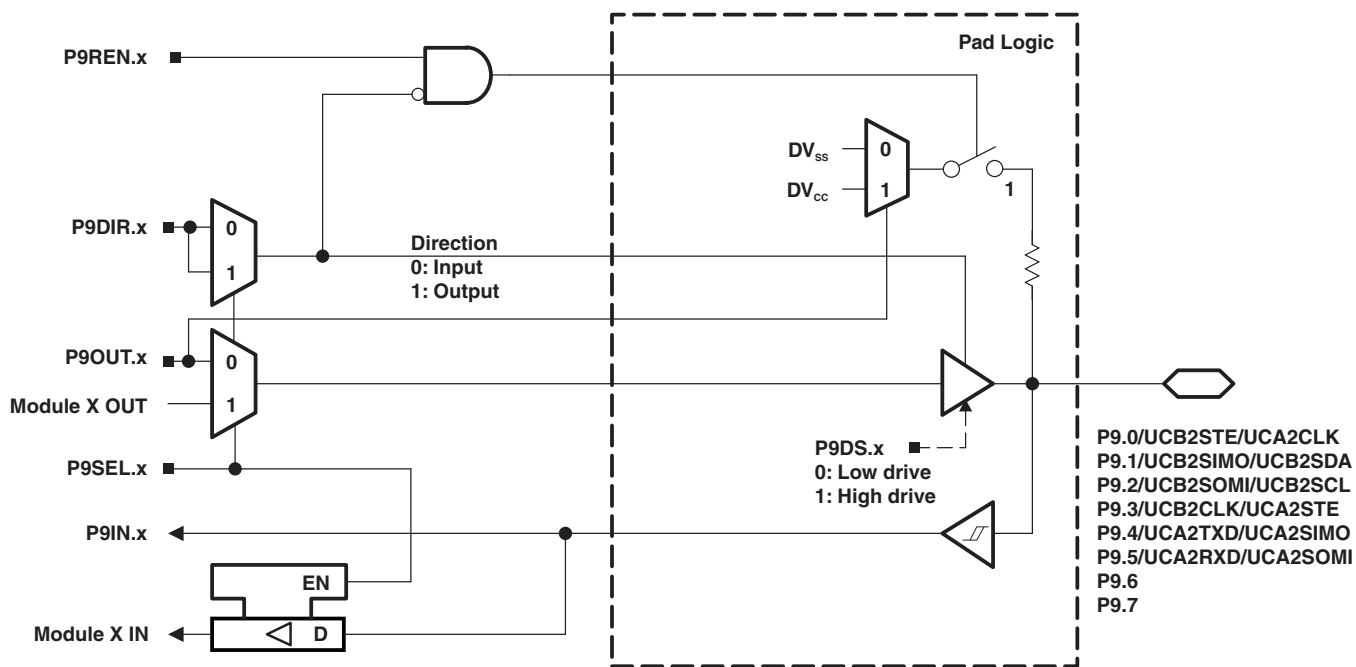 Pad Logic
P9REN.x
DVSS
0
DVCC
1
1
P9DIR.x
0
1
Direction
0: Input
1: Output
P9OUT.x
0
Module X OUT
1
P9DS.x
0: Low drive
1: High drive
P9SEL.x
P9IN.x
EN
Module X IN
D
P9.0/UCB2STE/UCA2CLK
P9.1/UCB2SIMO/UCB2SDA
P9.2/UCB2SOMI/UCB2SCL
P9.3/UCB2CLK/UCA2STE
P9.4/UCA2TXD/UCA2SIMO
P9.5/UCA2RXD/UCA2SOMI
P9.6
P9.7